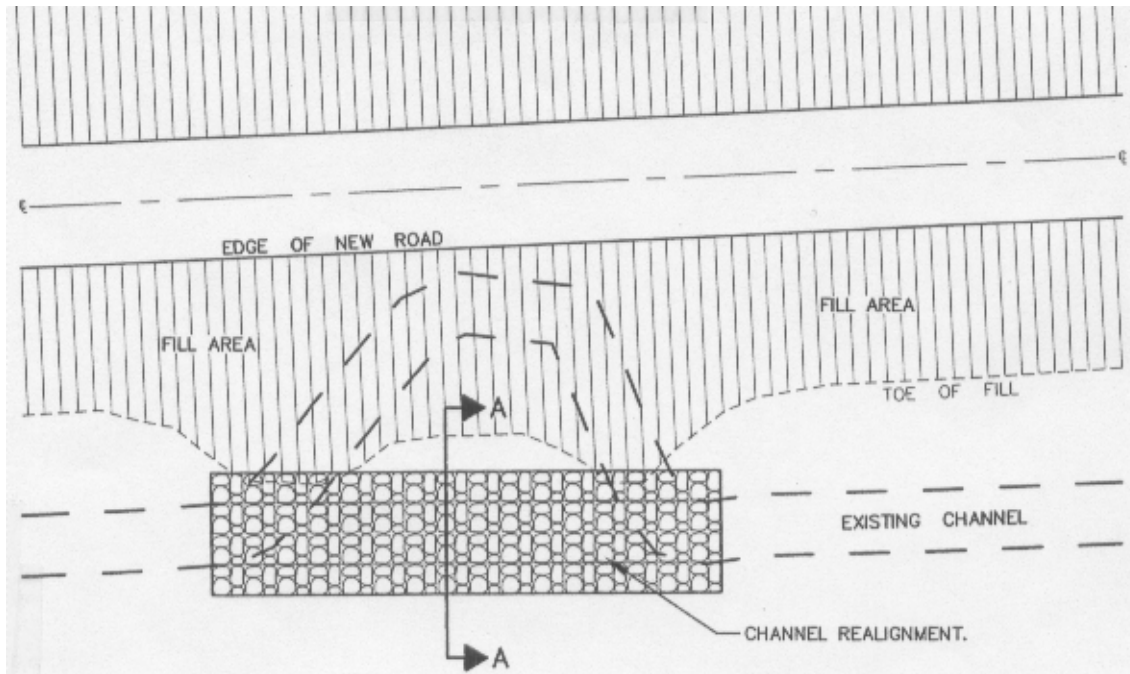 ℄
℄
EDGE OF NEW ROAD
FILL AREA
FILL AREA
TOE OF FILL
A
EXISTING CHANNEL
CHANNEL REALIGNMENT.
A